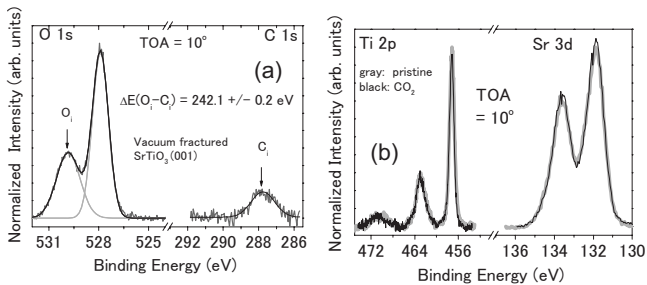 O 1s
TOA = 10°
C 1s
(a)
ΔE(Oᵢ–Cᵢ) = 242.1 +/– 0.2 eV
Oᵢ
Vacuum fractured
SrTiO₃(001)
Cᵢ
Normalized Intensity (arb. units)
531 528 525 292 290 288 286
Binding Energy (eV)
Ti 2p
Sr 3d
gray: pristine
black: CO₂
TOA
= 10°
(b)
Normalized Intensity (arb. units)
472 464 456 136 134 132 130
Binding Energy (eV)